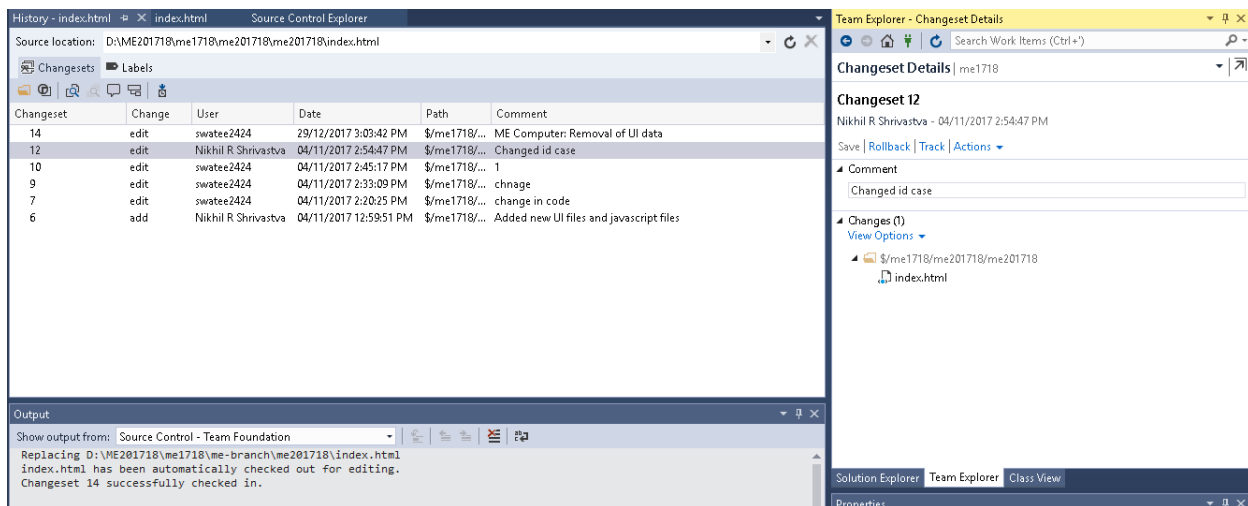 History - index.html
index.html
Source Control Explorer
Source location: D:\ME201718\me1718\me201718\me201718\index.html
Changesets Labels
Changeset Change User Date Path Comment
14 edit swatee2424 29/12/2017 3:03:42 PM $/me1718/... ME Computer: Removal of UI data
12 edit Nikhil R Shrivastva 04/11/2017 2:54:47 PM $/me1718/... Changed id case
10 edit swatee2424 04/11/2017 2:45:17 PM $/me1718/... 1
9 edit swatee2424 04/11/2017 2:33:09 PM $/me1718/... chnage
7 edit swatee2424 04/11/2017 2:20:25 PM $/me1718/... change in code
6 add Nikhil R Shrivastva 04/11/2017 12:59:51 PM $/me1718/... Added new UI files and javascript files
Output
Show output from: Source Control - Team Foundation
Replacing D:\ME201718\me1718\me-branch\me201718\index.html
index.html has been automatically checked out for editing.
Changeset 14 successfully checked in.
Team Explorer - Changeset Details
Search Work Items (Ctrl+')
Changeset Details | me1718
Changeset 12
Nikhil R Shrivastva - 04/11/2017 2:54:47 PM
Save | Rollback | Track | Actions
Comment
Changed id case
Changes (1)
View Options
$/me1718/me201718/me201718
index.html
Solution Explorer Team Explorer Class View
Properties